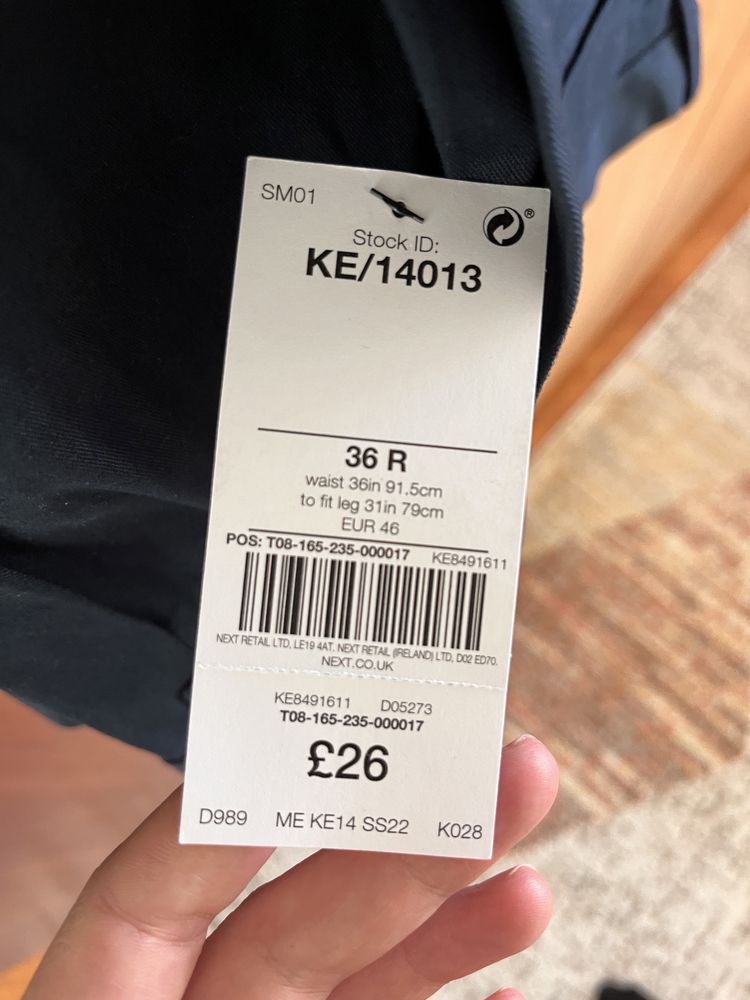 SM01
®
Stock ID:
KE/14013
36 R
waist 36in 91.5cm
to fit leg 31in 79cm
EUR 46
POS: T08-165-235-000017 KE8491611
NEXT RETAIL LTD, LE19 4AT. NEXT RETAIL (IRELAND) LTD, D02 ED70.
NEXT.CO.UK
KE8491611 D05273
T08-165-235-000017
£26
D989 ME KE14 SS22 K028